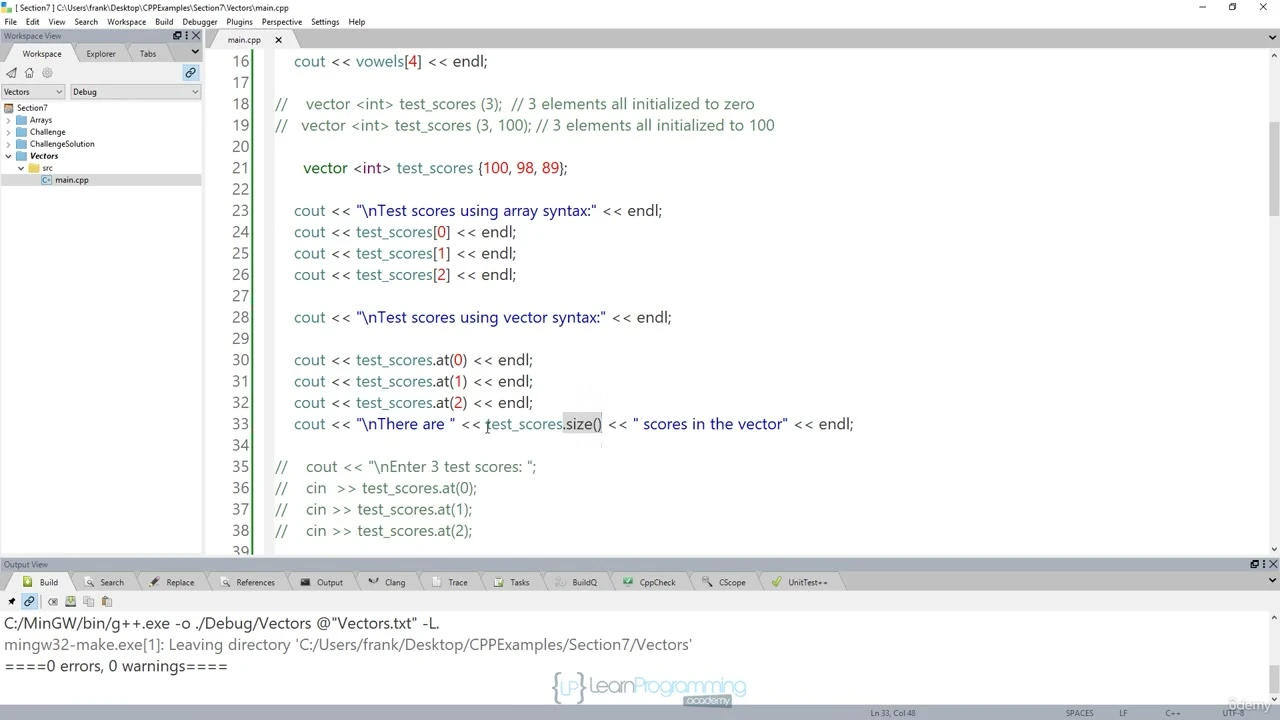 [ Section7 ] C:\Users\frank\Desktop\CPPExamples\Section7\Vectors\main.cpp
File Edit View Search Workspace Build Debugger Plugins Perspective Settings Help
Workspace View
main.cpp
Workspace Explorer Tabs
Vectors Debug
Section7
Arrays
Challenge
ChallengeSolution
Vectors
src
main.cpp
16 cout << vowels[4] << endl;
17
18 // vector <int> test_scores (3); // 3 elements all initialized to zero
19 // vector <int> test_scores (3, 100); // 3 elements all initialized to 100
20
21 vector <int> test_scores {100, 98, 89};
22
23 cout << "\nTest scores using array syntax:" << endl;
24 cout << test_scores[0] << endl;
25 cout << test_scores[1] << endl;
26 cout << test_scores[2] << endl;
27
28 cout << "\nTest scores using vector syntax:" << endl;
29
30 cout << test_scores.at(0) << endl;
31 cout << test_scores.at(1) << endl;
32 cout << test_scores.at(2) << endl;
33 cout << "\nThere are " << test_scores.size() << " scores in the vector" << endl;
34
35 // cout << "\nEnter 3 test scores: ";
36 // cin >> test_scores.at(0);
37 // cin >> test_scores.at(1);
38 // cin >> test_scores.at(2);
39
Output View
Build Search Replace References Output Clang Trace Tasks BuildQ CppCheck CScope UnitTest++
C:/MinGW/bin/g++.exe -o ./Debug/Vectors @"Vectors.txt" -L.
mingw32-make.exe[1]: Leaving directory 'C:/Users/frank/Desktop/CPPExamples/Section7/Vectors'
====0 errors, 0 warnings====
{LP} LearnProgramming
academy
Ln 33, Col 48 SPACES LF C++ UTF-8
ûdemy